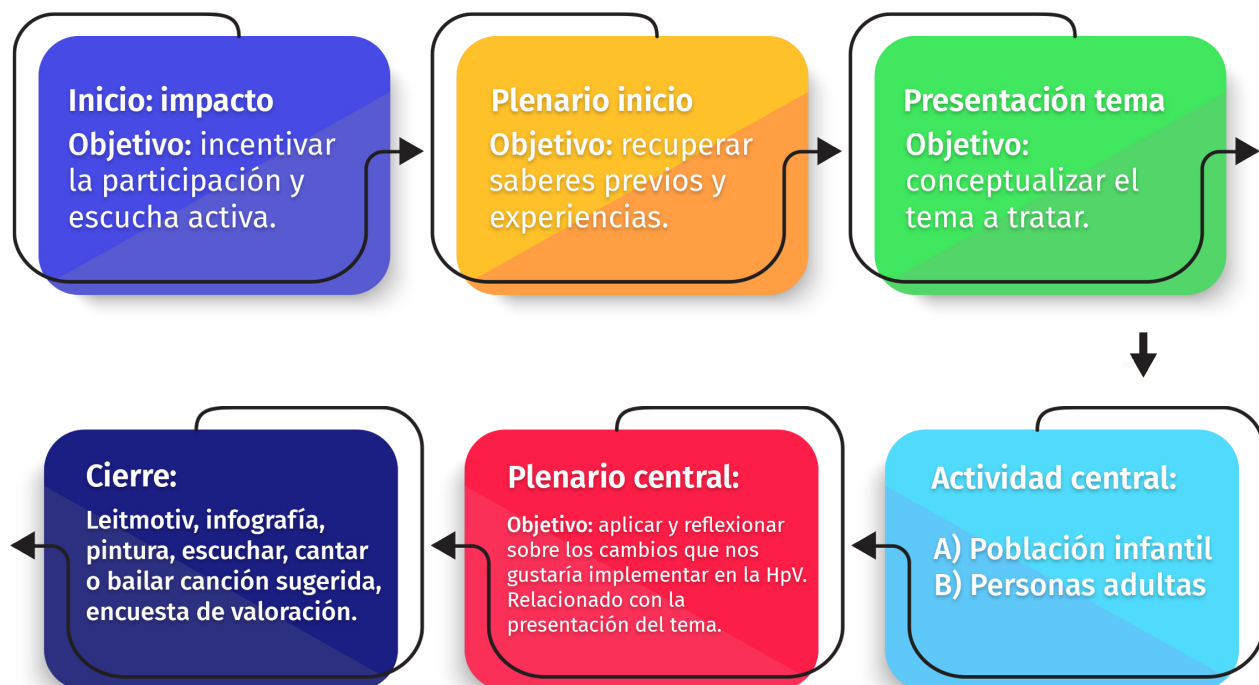 Inicio: impacto
Objetivo: incentivar
la participación y
escucha activa.
Plenario inicio
Objetivo: recuperar
saberes previos y
experiencias.
Presentación tema
Objetivo:
conceptualizar el
tema a tratar.
Actividad central:
A) Población infantil
B) Personas adultas
Plenario central:
Objetivo: aplicar y reflexionar
sobre los cambios que nos
gustaría implementar en la HpV.
Relacionado con la
presentación del tema.
Cierre:
Leitmotiv, infografía,
pintura, escuchar, cantar
o bailar canción sugerida,
encuesta de valoración.